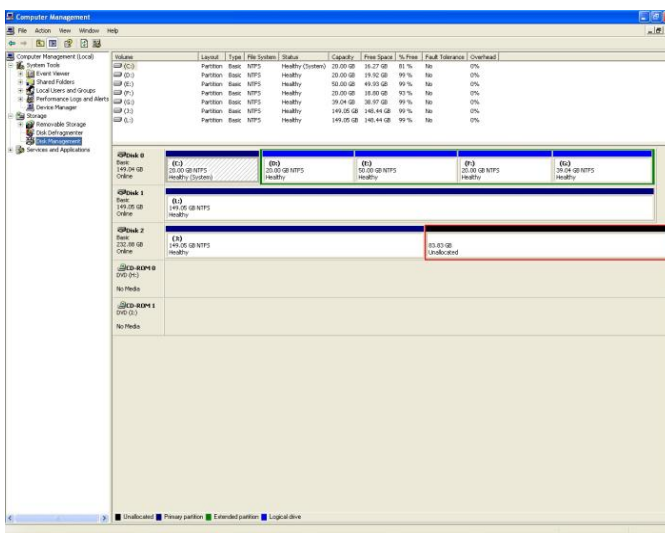 Computer Management
File Action View Window Help
Computer Management (Local)
System Tools
Event Viewer
Shared Folders
Local Users and Groups
Performance Logs and Alerts
Device Manager
Storage
Removable Storage
Disk Defragmenter
Disk Management
Services and Applications
Volume Layout Type File System Status Capacity Free Space % Free Fault Tolerance Overhead
(C:) Partition Basic NTFS Healthy (System) 20.00 GB 16.27 GB 81 % No 0%
(D:) Partition Basic NTFS Healthy 20.00 GB 19.92 GB 99 % No 0%
(E:) Partition Basic NTFS Healthy 50.00 GB 49.93 GB 99 % No 0%
(F:) Partition Basic NTFS Healthy 20.00 GB 18.80 GB 93 % No 0%
(G:) Partition Basic NTFS Healthy 39.04 GB 38.97 GB 99 % No 0%
(J:) Partition Basic NTFS Healthy 149.05 GB 148.44 GB 99 % No 0%
(L:) Partition Basic NTFS Healthy 149.05 GB 148.44 GB 99 % No 0%
Disk 0
Basic
149.04 GB
Online
(C:)
20.00 GB NTFS
Healthy (System)
(D:)
20.00 GB NTFS
Healthy
(E:)
50.00 GB NTFS
Healthy
(F:)
20.00 GB NTFS
Healthy
(G:)
39.04 GB NTFS
Healthy
Disk 1
Basic
149.05 GB
Online
(L:)
149.05 GB NTFS
Healthy
Disk 2
Basic
232.88 GB
Online
(J:)
149.05 GB NTFS
Healthy
83.83 GB
Unallocated
CD-ROM 0
DVD (H:)
No Media
CD-ROM 1
DVD (I:)
No Media
Unallocated Primary partition Extended partition Logical drive